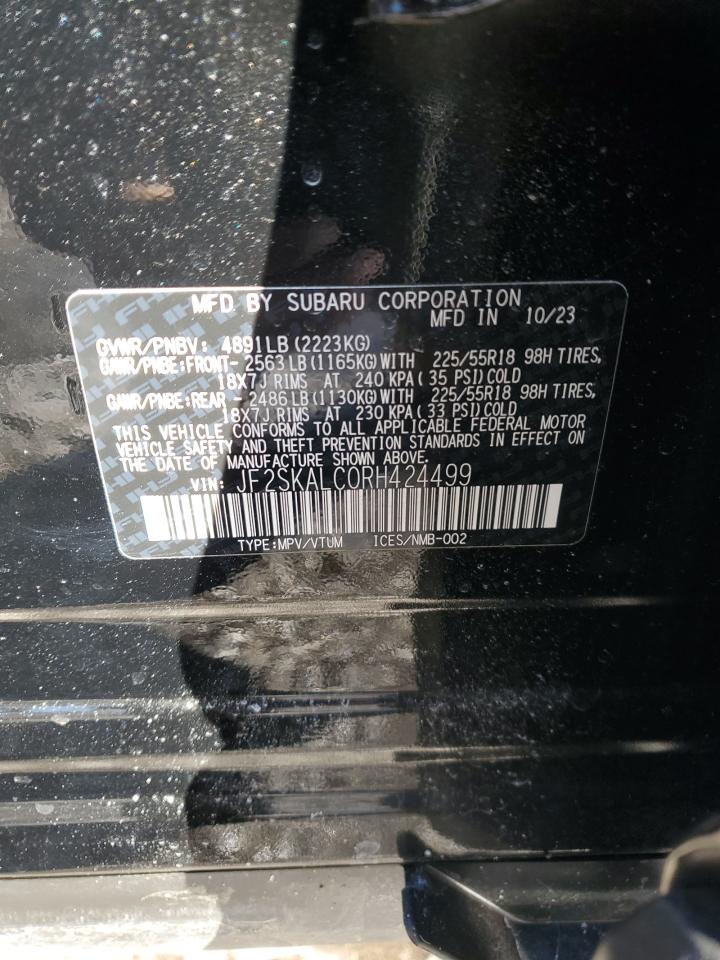 MFD BY SUBARU CORPORATION
MFD IN 10/23
GVWR/PNBV: 4891LB(2223KG)
GAWR/PNBE:FRONT- 2563LB(1165KG)WITH 225/55R18 98H TIRES,
18X7J RIMS AT 240 KPA(35 PSI)COLD
GAWR/PNBE:REAR - 2486LB(1130KG)WITH 225/55R18 98H TIRES,
18X7J RIMS AT 230 KPA(33 PSI)COLD
THIS VEHICLE CONFORMS TO ALL APPLICABLE FEDERAL MOTOR
VEHICLE SAFETY AND THEFT PREVENTION STANDARDS IN EFFECT ON
THE DATE OF MANUFACTURE SHOWN ABOVE.
VIN: JF2SKALC0RH424499
TYPE:MPV/VTUM ICES/NMB-002